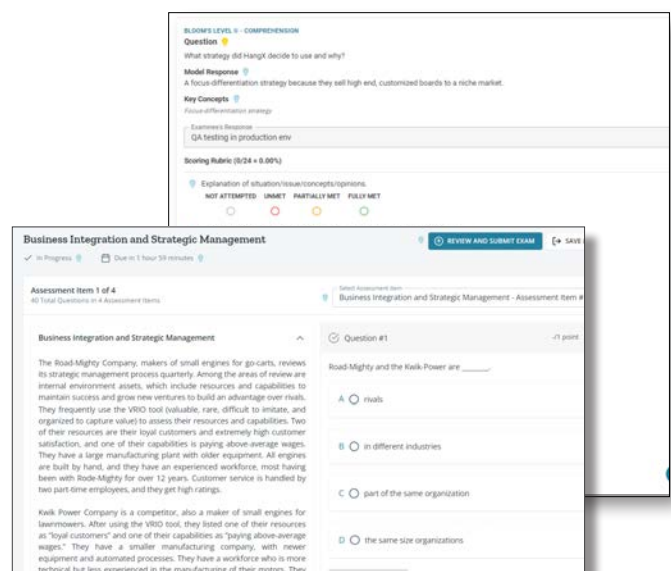 BLOOM'S LEVEL II - COMPREHENSION
Question
What strategy did HangX decide to use and why?
Model Response
A focus-differentiation strategy because they sell high end, customized boards to a niche market.
Key Concepts
Focus-differentiation strategy
Examinee's Response
QA testing in production env
Scoring Rubric (0/24 = 0.00%)
Explanation of situation/issue/concepts/opinions.
NOT ATTEMPTED UNMET PARTIALLY MET FULLY MET
Business Integration and Strategic Management
REVIEW AND SUBMIT EXAM
SAVE
In Progress
Due in 1 hour 59 minutes
Assessment Item 1 of 4
40 Total Questions in 4 Assessment Items
Select Assessment Item
Business Integration and Strategic Management - Assessment Item #
Business Integration and Strategic Management
The Road-Mighty Company, makers of small engines for go-carts, reviews
its strategic management process quarterly. Among the areas of review are
internal environment assets, which include resources and capabilities to
maintain success and grow new ventures to build an advantage over rivals.
They frequently use the VRIO tool (valuable, rare, difficult to imitate, and
organized to capture value) to assess their resources and capabilities. Two
of their resources are their loyal customers and extremely high customer
satisfaction, and one of their capabilities is paying above-average wages.
They have a large manufacturing plant with older equipment. All engines
are built by hand, and they have an experienced workforce, most having
been with Rode-Mighty for over 12 years. Customer service is handled by
two part-time employees, and they get high ratings.
Kwik Power Company is a competitor, also a maker of small engines for
lawnmowers. After using the VRIO tool, they listed one of their resources
as "loyal customers" and one of their capabilities as "paying above-average
wages." They have a smaller manufacturing company, with newer
equipment and automated processes. They have a workforce who is more
technical but less experienced in the manufacturing of their motors. They
Question #1
-/1 point
Road-Mighty and the Kwik-Power are ______.
A rivals
B in different industries
C part of the same organization
D the same size organizations